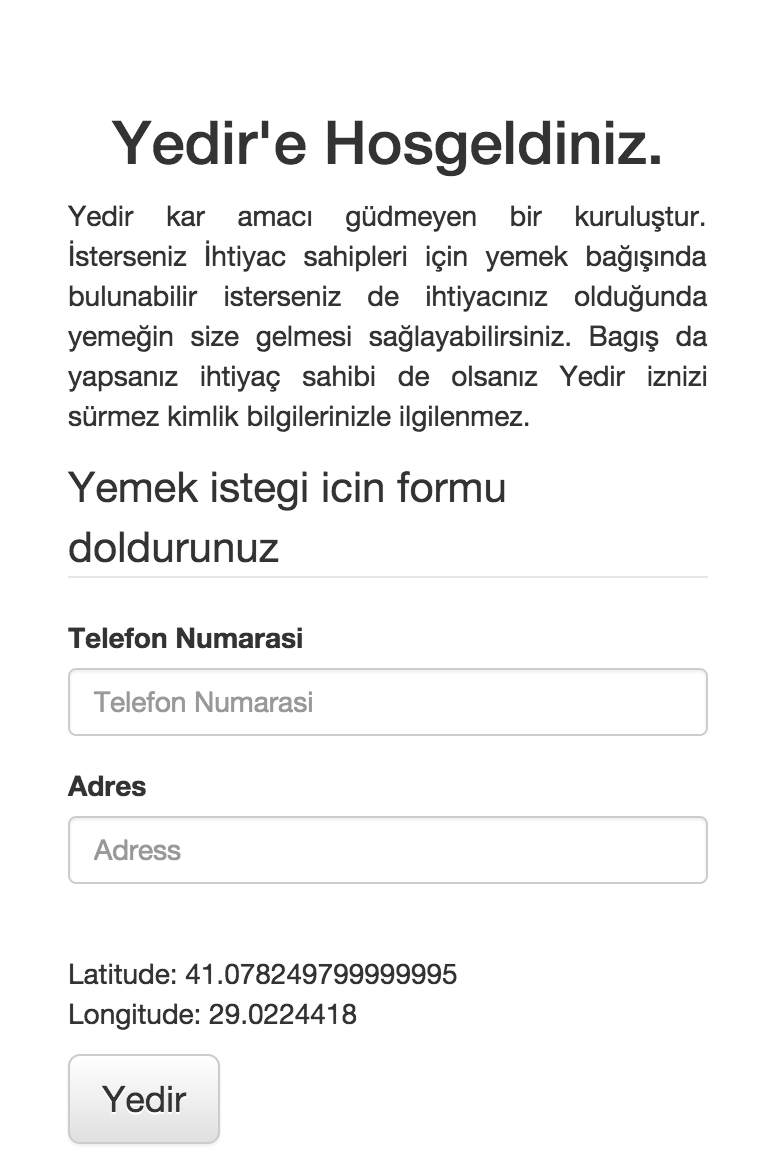 Yedir'e Hosgeldiniz.
Yedir kar amacı güdmeyen bir kuruluştur.
İsterseniz İhtiyac sahipleri için yemek bağışında
bulunabilir isterseniz de ihtiyacınız olduğunda
yemeğin size gelmesi sağlayabilirsiniz. Bagış da
yapsanız ihtiyaç sahibi de olsanız Yedir iznizi
sürmez kimlik bilgilerinizle ilgilenmez.
Yemek istegi icin formu
doldurunuz
Telefon Numarasi
Telefon Numarasi
Adres
Adress
Latitude: 41.078249799999995
Longitude: 29.0224418
Yedir